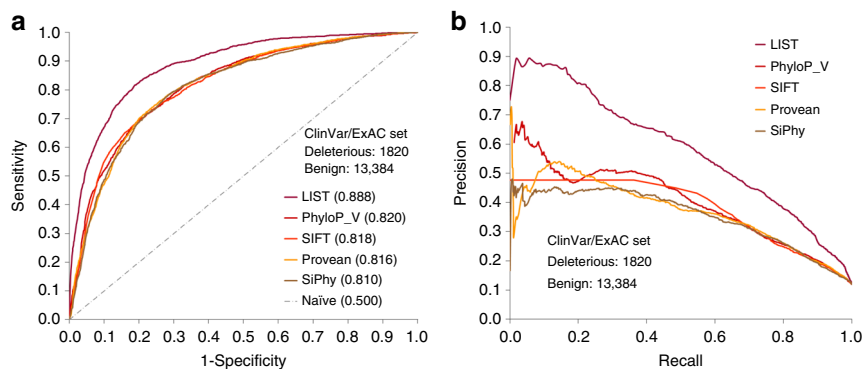 a
1.0
0.9
0.8
0.7
0.6
0.5
0.4
0.3
0.2
0.1
0.0
Sensitivity
0.0 0.1 0.2 0.3 0.4 0.5 0.6 0.7 0.8 0.9 1.0
1-Specificity
ClinVar/ExAC set
Deleterious: 1820
Benign: 13,384
LIST (0.888)
PhyloP_V (0.820)
SIFT (0.818)
Provean (0.816)
SiPhy (0.810)
Naïve (0.500)
b
1.0
0.9
0.8
0.7
0.6
0.5
0.4
0.3
0.2
0.1
0.0
Precision
0.0 0.2 0.4 0.6 0.8 1.0
Recall
LIST
PhyloP_V
SIFT
Provean
SiPhy
ClinVar/ExAC set
Deleterious: 1820
Benign: 13,384